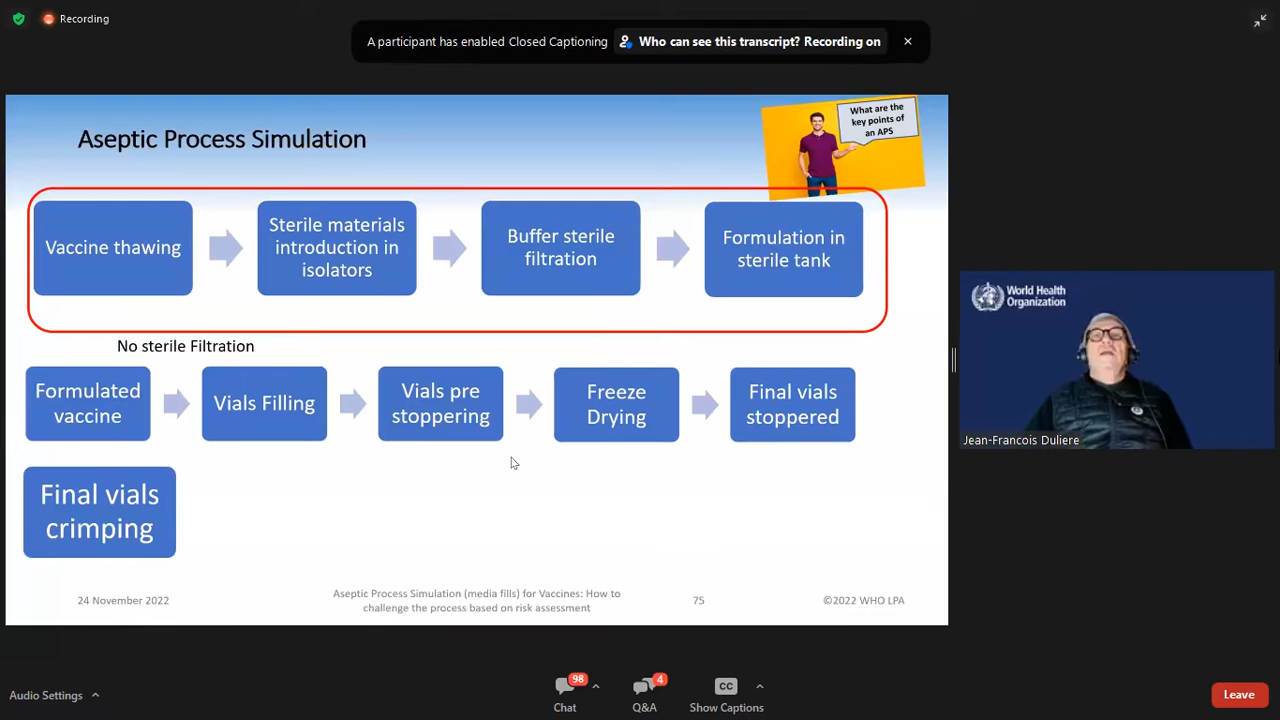 Recording
A participant has enabled Closed Captioning Who can see this transcript? Recording on
Aseptic Process Simulation
What are the
key points of
an APS
Vaccine thawing
Sterile materials
introduction in
isolators
Buffer sterile
filtration
Formulation in
sterile tank
No sterile Filtration
Formulated
vaccine
Vials Filling
Vials pre
stoppering
Freeze
Drying
Final vials
stoppered
Final vials
crimping
24 November 2022
Aseptic Process Simulation (media fills) for Vaccines: How to
challenge the process based on risk assessment
75
©2022 WHO LPA
World Health
Organization
Jean-Francois Duliere
Audio Settings
98
Chat
4
Q&A
CC
Show Captions
Leave